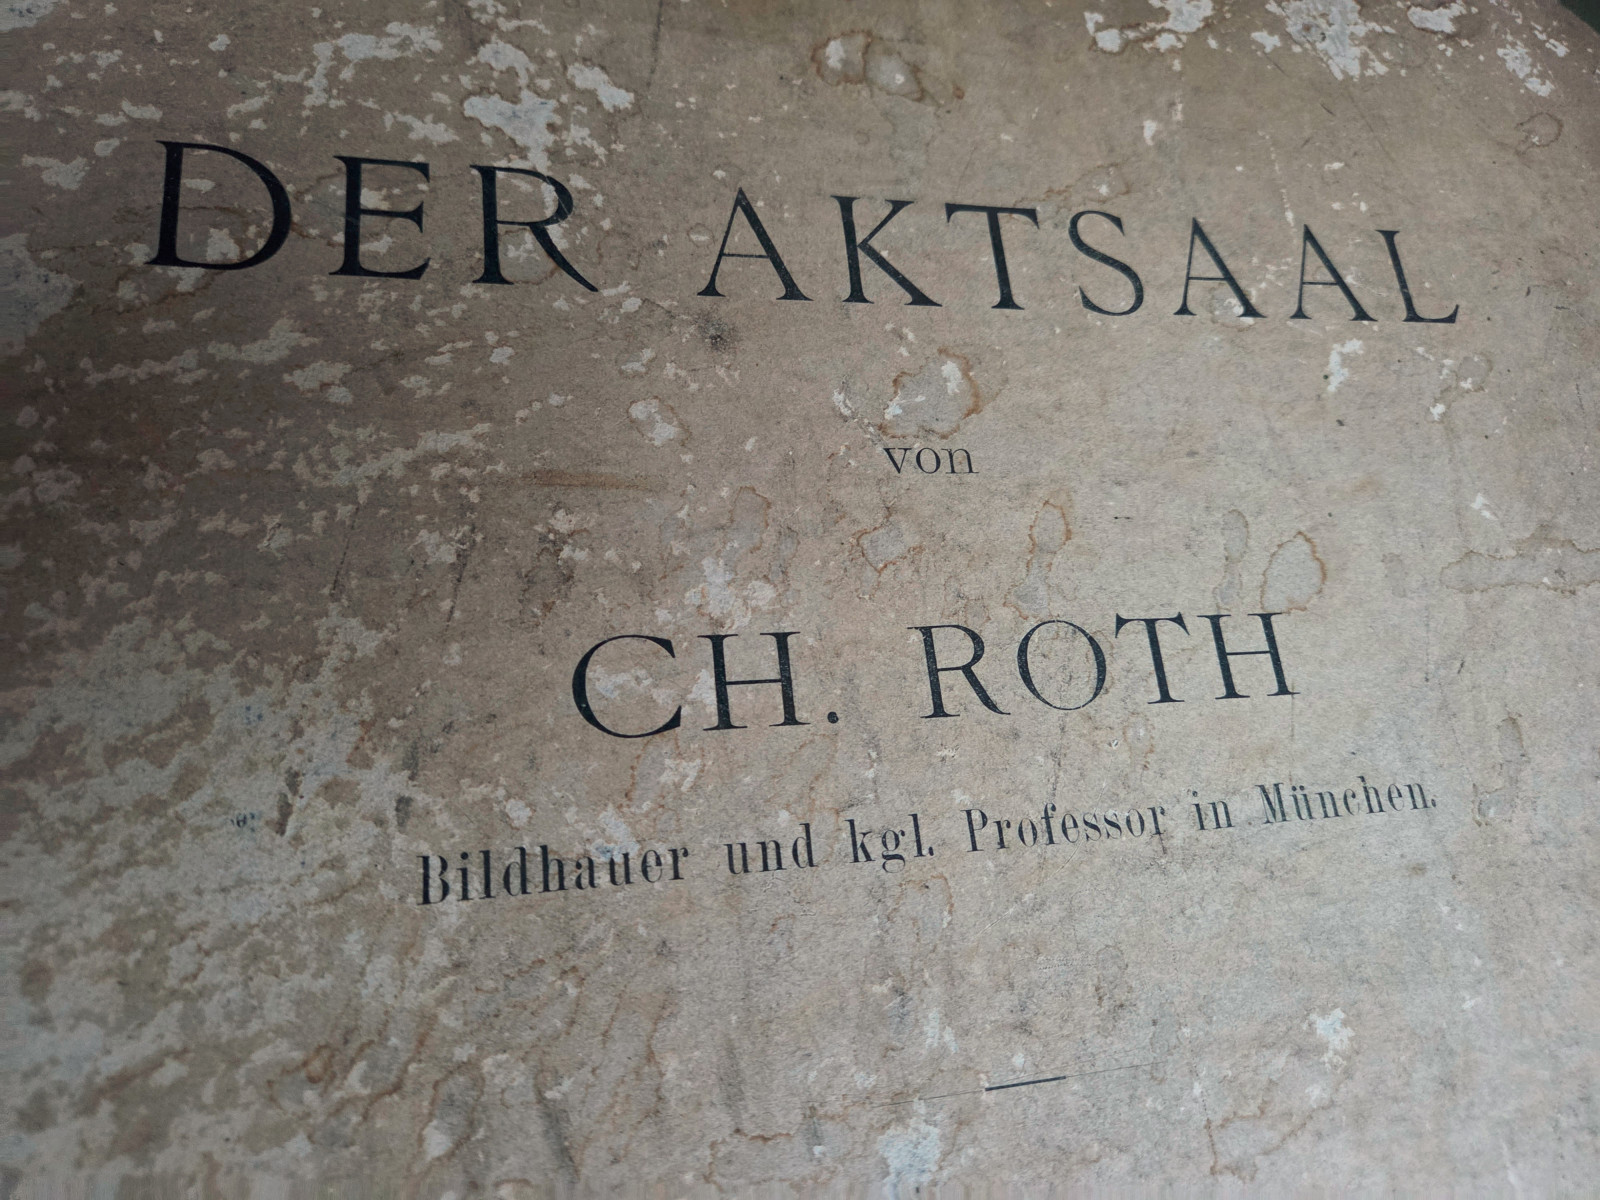 DER AKTSAAL
von
CH. ROTH
Bildhauer und kgl. Professor in München.